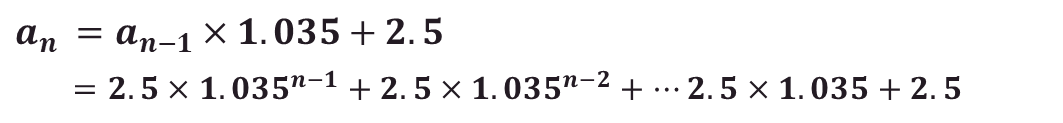 aₙ = aₙ₋₁ × 1.035 + 2.5
= 2.5 × 1.035ⁿ⁻¹ + 2.5 × 1.035ⁿ⁻² + ⋯ 2.5 × 1.035 + 2.5